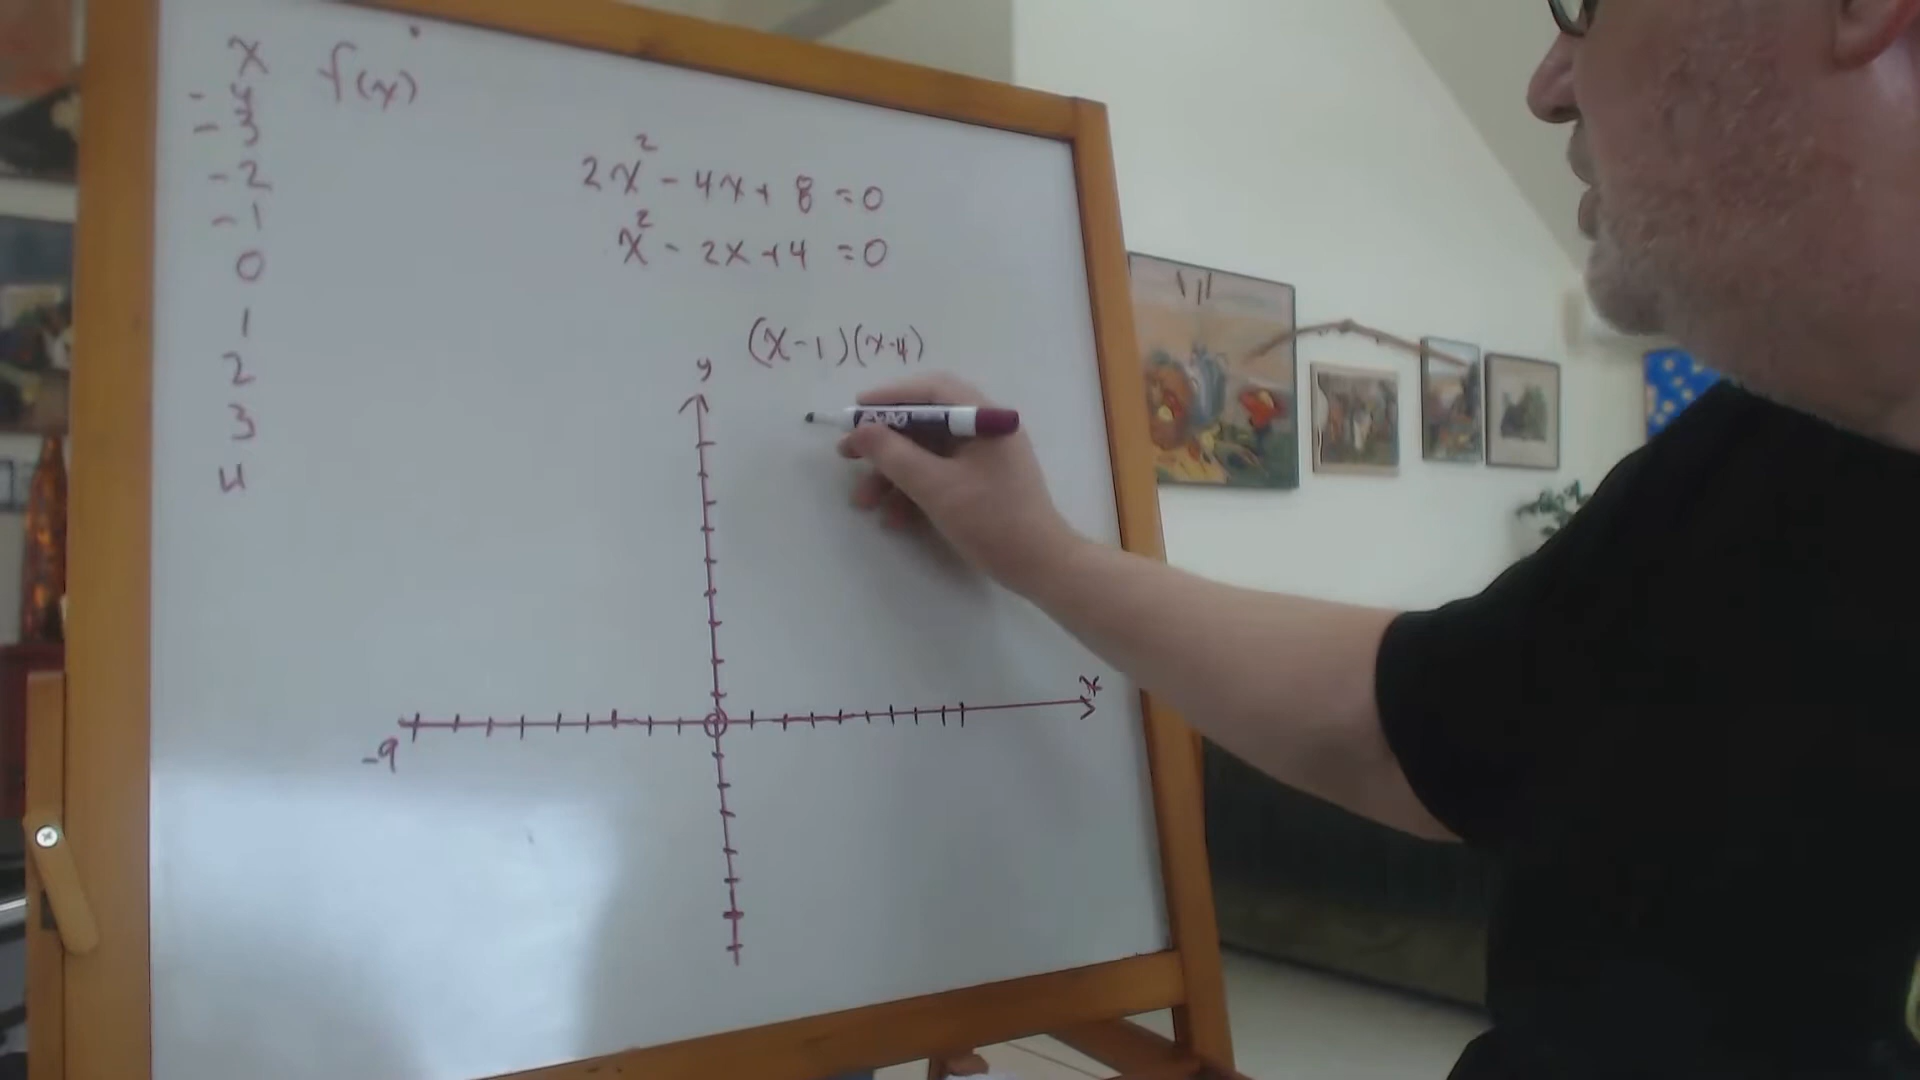 x f(x)
-4
-3
-2
-1
0
1
2
3
4
2x² - 4x + 8 = 0
x² - 2x + 4 = 0
(x-1)(x-4)
y
x
-9